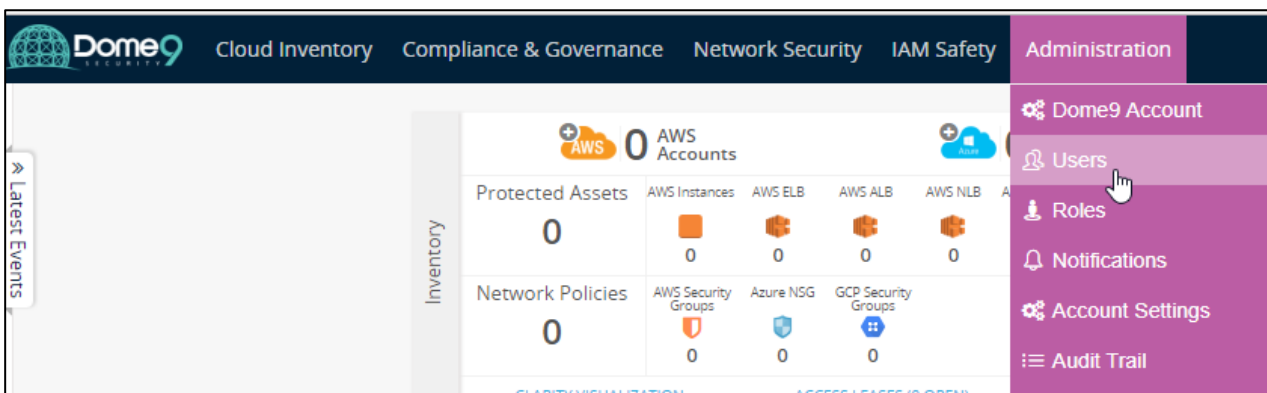 Dome9
SECURITY
Cloud Inventory
Compliance & Governance
Network Security
IAM Safety
Administration
Dome9 Account
Users
Roles
Notifications
Account Settings
Audit Trail
Latest Events
Inventory
AWS
0
AWS
Accounts
Azure
Protected Assets
0
AWS Instances
0
AWS ELB
0
AWS ALB
0
AWS NLB
0
Network Policies
0
AWS Security
Groups
0
Azure NSG
0
GCP Security
Groups
0